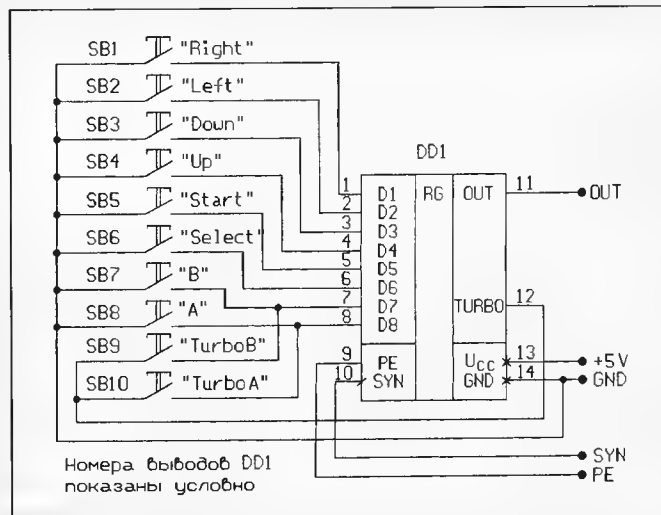 SB1 "Right"
SB2 "Left"
SB3 "Down"
SB4 "Up"
SB5 "Start"
SB6 "Select"
SB7 "B"
SB8 "A"
SB9 "TurboB"
SB10 "TurboA"
DD1
1 D1 RG OUT 11 OUT
2 D2
3 D3
4 D4
5 D5
6 D6
7 D7 TURBO 12
8 D8
9 PE UCC 13 +5V
10 SYN GND 14 GND
SYN
PE
Номера выводов DD1
показаны условно